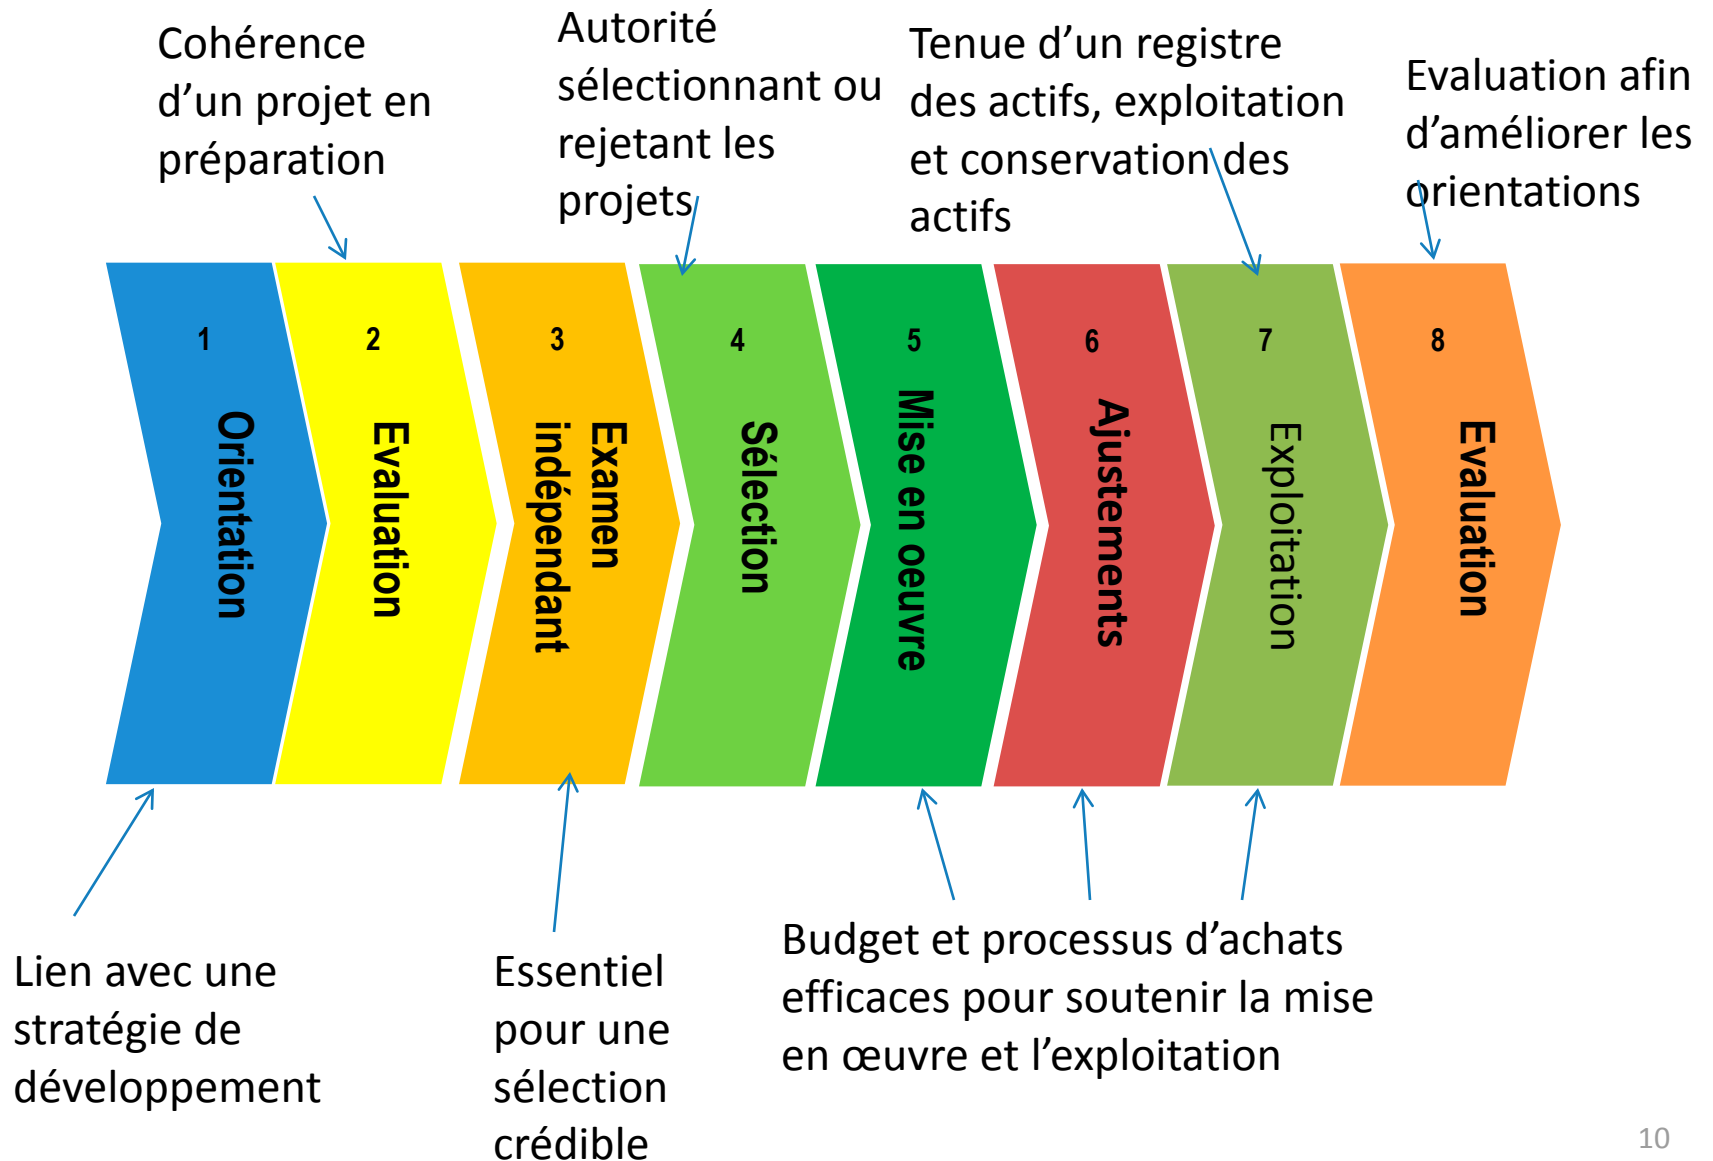 Cohérence
d’un projet en
préparation
Autorité
sélectionnant ou
rejetant les
projets
Tenue d’un registre
des actifs, exploitation
et conservation des
actifs
Evaluation afin
d’améliorer les
orientations
1
Orientation
2
Evaluation
3
Examen
indépendant
4
Sélection
5
Mise en oeuvre
6
Ajustements
7
Exploitation
8
Evaluation
Lien avec une
stratégie de
développement
Essentiel
pour une
sélection
crédible
Budget et processus d’achats
efficaces pour soutenir la mise
en œuvre et l’exploitation
10